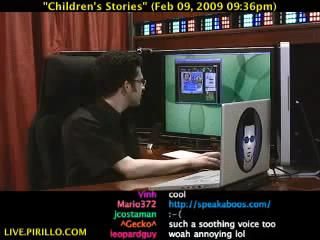 "Children's Stories" (Feb 09, 2009 09:36pm)
Vinh cool
Mario372 http://speakaboos.com/
jcostaman :-(
^Gecko^ such a soothing voice too
LIVE.PIRILLO.COM leopardguy woah annoying lol